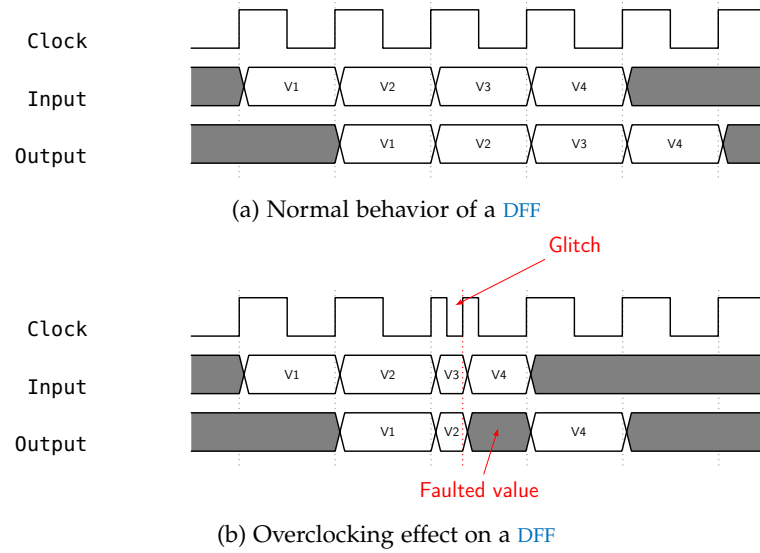 Clock
Input V1 V2 V3 V4
Output V1 V2 V3 V4
(a) Normal behavior of a DFF
Glitch
Clock
Input V1 V2 V3 V4
Output V1 V2 V4
Faulted value
(b) Overclocking effect on a DFF